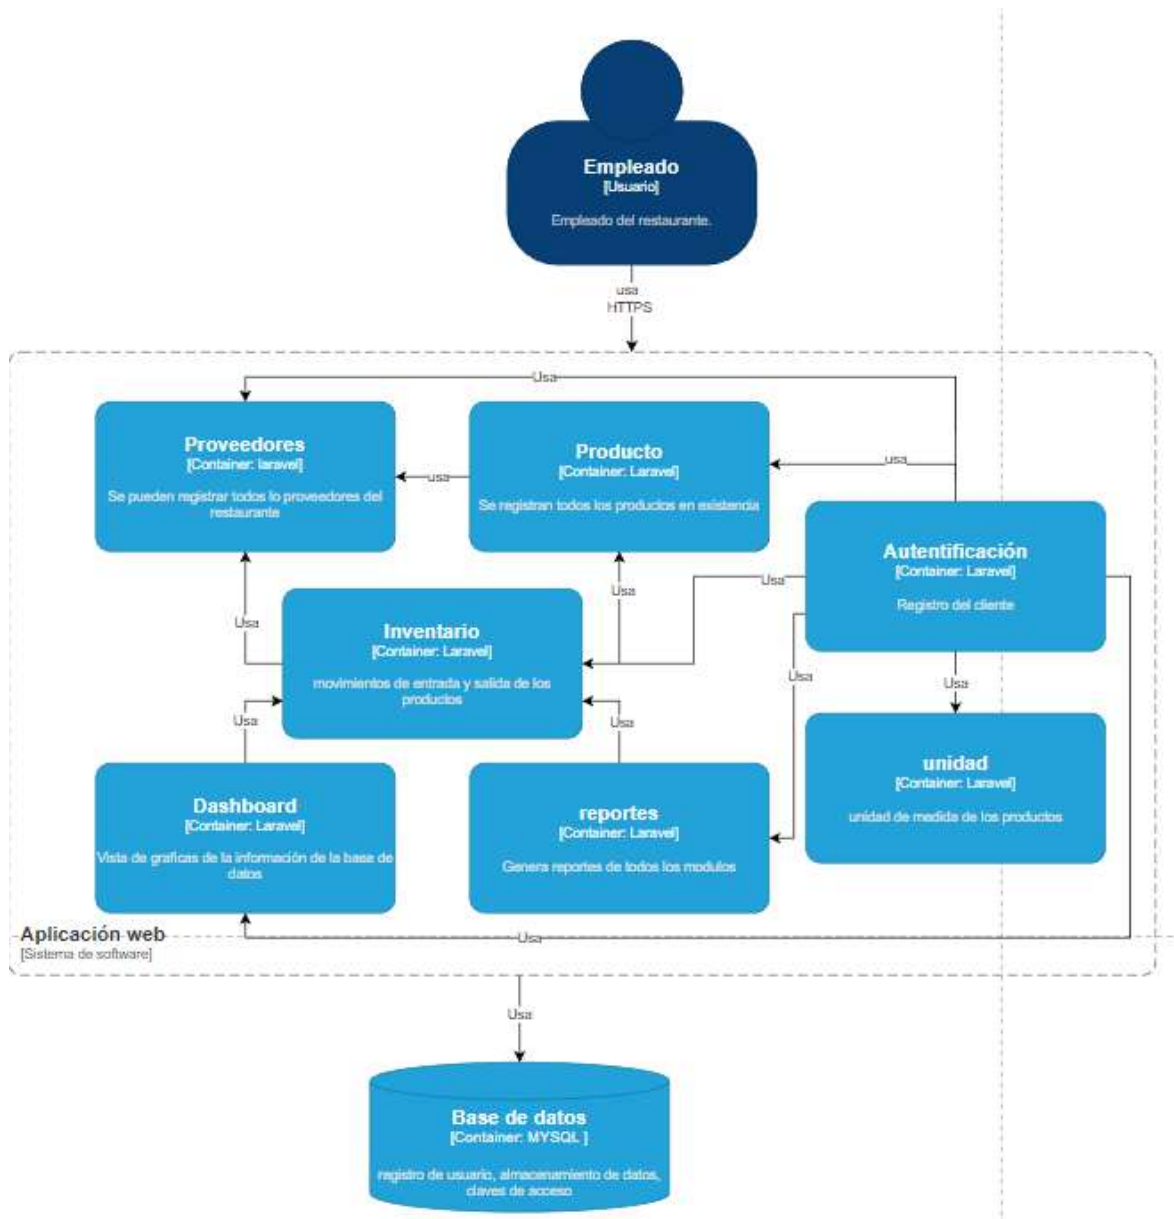 Empleado
[Usuario]
Empleado del restaurante.
usa
HTTPS
Usa
Proveedores
[Container: laravel]
Se pueden registrar todos lo proveedores del
restaurante
usa
Producto
[Container: Laravel]
Se registran todos los productos en existencia
usa
Autentificación
[Container: Laravel]
Registro del cliente
Usa
Usa
Usa
Inventario
[Container: Laravel]
movimientos de entrada y salida de los
productos
Usa
Usa
Usa
Usa
Dashboard
[Container: Laravel]
Vista de graficas de la información de la base de
datos
reportes
[Container: Laravel]
Genera reportes de todos los modulos
unidad
[Container: Laravel]
unidad de medida de los productos
Aplicación web
[Sistema de software]
Usa
Usa
Base de datos
[Container: MYSQL ]
registro de usuario, almacenamiento de datos,
claves de acceso